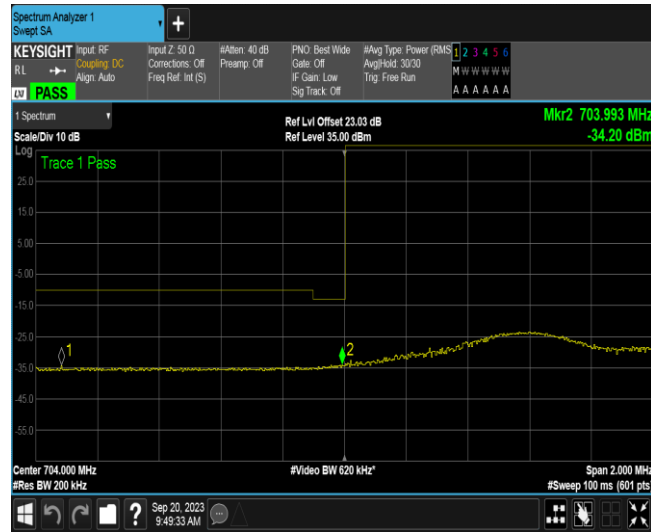 Spectrum Analyzer 1
Swept SA
+
KEYSIGHT
RL
LXI PASS
Input: RF
Coupling: DC
Align: Auto
Input Z: 50 Ω
Corrections: Off
Freq Ref: Int (S)
#Atten: 40 dB
Preamp: Off
PNO: Best Wide
Gate: Off
IF Gain: Low
Sig Track: Off
#Avg Type: Power (RMS
Avg|Hold: 30/30
Trig: Free Run
1 2 3 4 5 6
M W W W W W
A A A A A A
1 Spectrum
Scale/Div 10 dB
Ref Lvl Offset 23.03 dB
Ref Level 35.00 dBm
Mkr2 703.993 MHz
-34.20 dBm
Log
Trace 1 Pass
25.0
15.0
5.00
-5.00
-15.0
-25.0
1
2
-35.0
-45.0
-55.0
Center 704.000 MHz
#Res BW 200 kHz
#Video BW 620 kHz*
Span 2.000 MHz
#Sweep 100 ms (601 pts)
?
Sep 20, 2023
9:49:33 AM